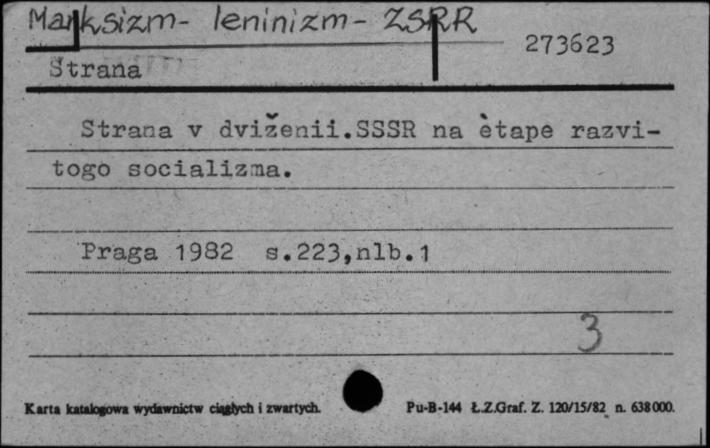 Marksizm- leninizm- ZSRR
273623
Strana
Strana v dviženii.SSSR na ètape razvi-
togo socializma.
Praga 1982 s.223,nlb.1
3
Karta katalogowa wydawnictw ciągłych i zwartych.
Pu-B-144 Ł.Z.Graf. Z. 120/15/82 n. 638000.